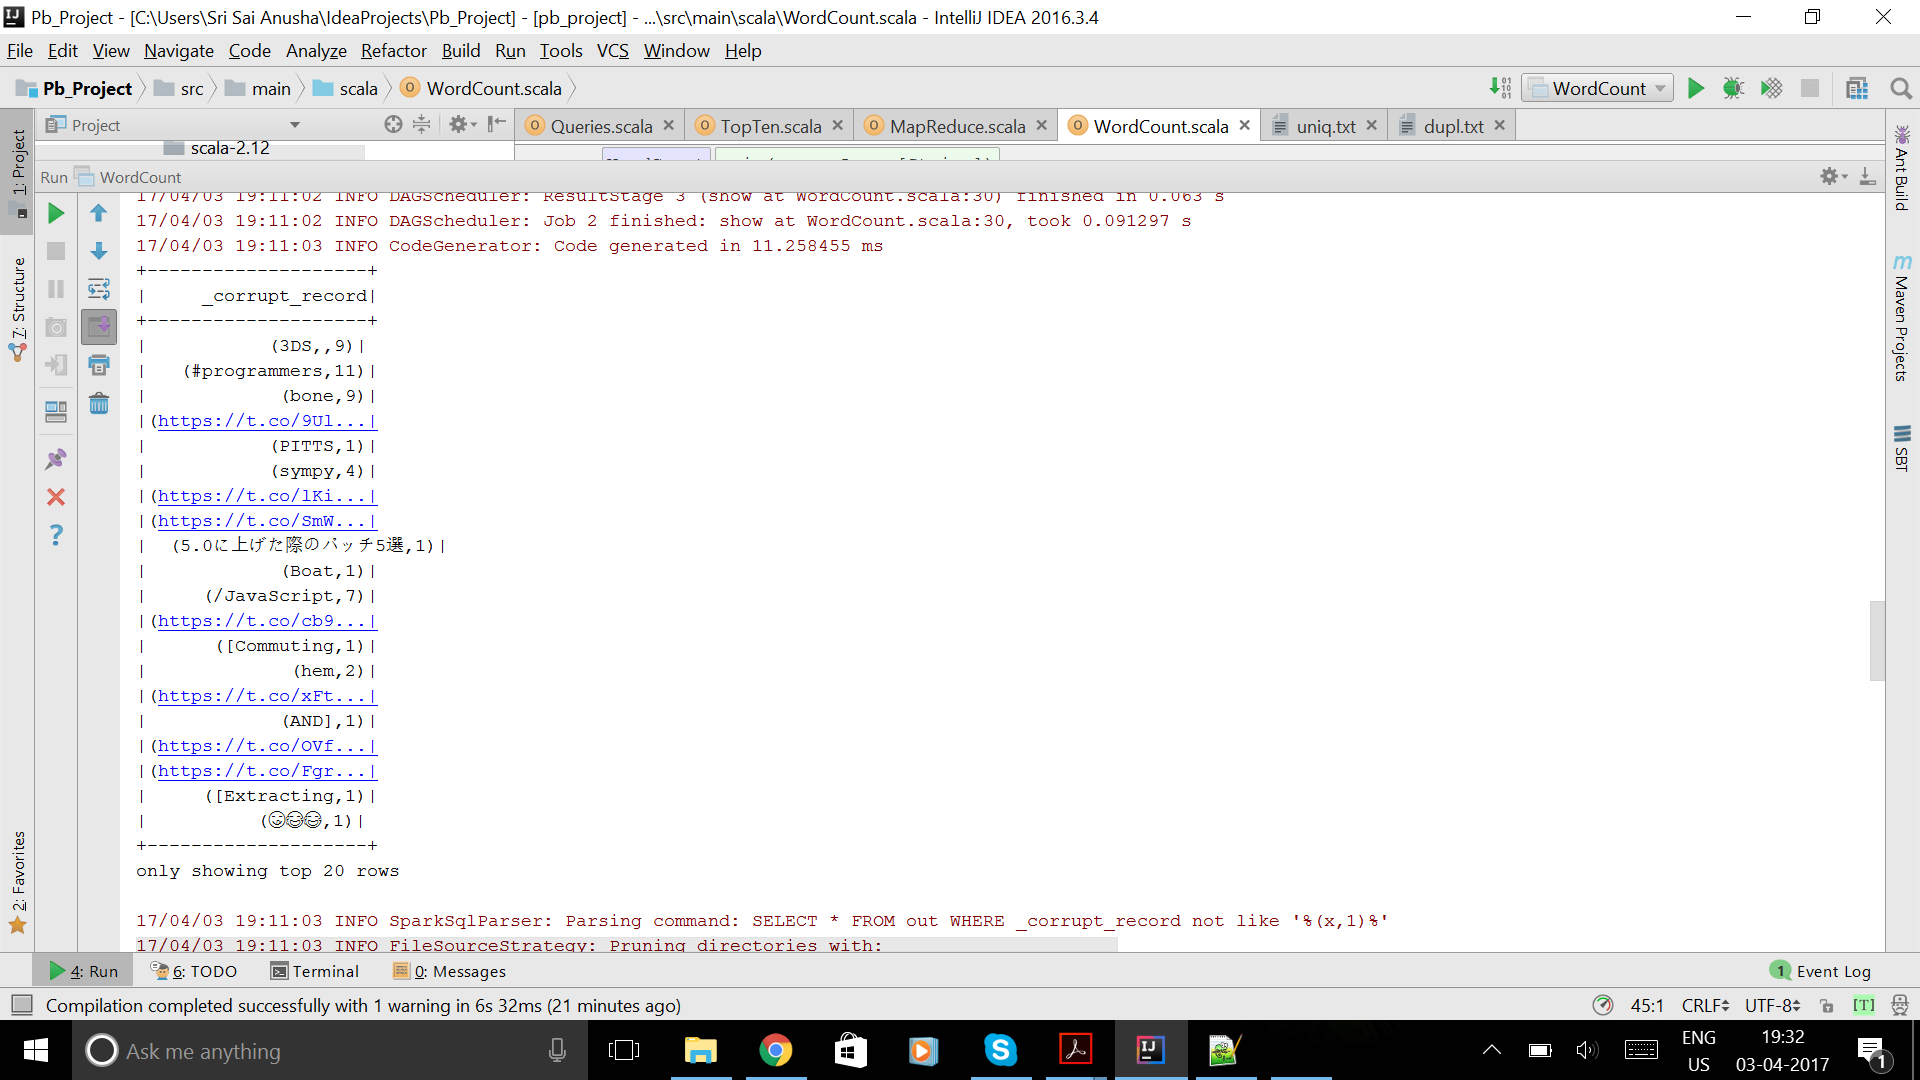 Pb_Project - [C:\Users\Sri Sai Anusha\IdeaProjects\Pb_Project] - [pb_project] - ...\src\main\scala\WordCount.scala - IntelliJ IDEA 2016.3.4
File Edit View Navigate Code Analyze Refactor Build Run Tools VCS Window Help
Pb_Project src main scala WordCount.scala WordCount
Project Queries.scala TopTen.scala MapReduce.scala WordCount.scala uniq.txt dupl.txt
scala-2.12
Run WordCount
17/04/03 19:11:02 INFO DAGScheduler: ResultStage 3 (show at WordCount.scala:30) finished in 0.063 s
17/04/03 19:11:02 INFO DAGScheduler: Job 2 finished: show at WordCount.scala:30, took 0.091297 s
17/04/03 19:11:03 INFO CodeGenerator: Code generated in 11.258455 ms
+--------------------+
|     _corrupt_record|
+--------------------+
|           (3DS,,9)|
|   (#programmers,11)|
|            (bone,9)|
|(https://t.co/9Ul...|
|           (PITTS,1)|
|           (sympy,4)|
|(https://t.co/lKi...|
|(https://t.co/SmW...|
|  (5.0に上げた際のパッチ5選,1)|
|            (Boat,1)|
|     (/JavaScript,7)|
|(https://t.co/cb9...|
|      ([Commuting,1)|
|             (hem,2)|
|(https://t.co/xFt...|
|            (AND],1)|
|(https://t.co/OVf...|
|(https://t.co/Fgr...|
|     ([Extracting,1)|
|          (😂😂😂,1)|
+--------------------+
only showing top 20 rows
17/04/03 19:11:03 INFO SparkSqlParser: Parsing command: SELECT * FROM out WHERE _corrupt_record not like '%(x,1)%'
17/04/03 19:11:03 INFO FileSourceStrategy: Pruning directories with:
1: Project
7: Structure
2: Favorites
Ant Build
Maven Projects
SBT
4: Run 6: TODO Terminal 0: Messages 1 Event Log
Compilation completed successfully with 1 warning in 6s 32ms (21 minutes ago) 45:1 CRLF UTF-8 [T]
Ask me anything
ENG
US
19:32
03-04-2017
1